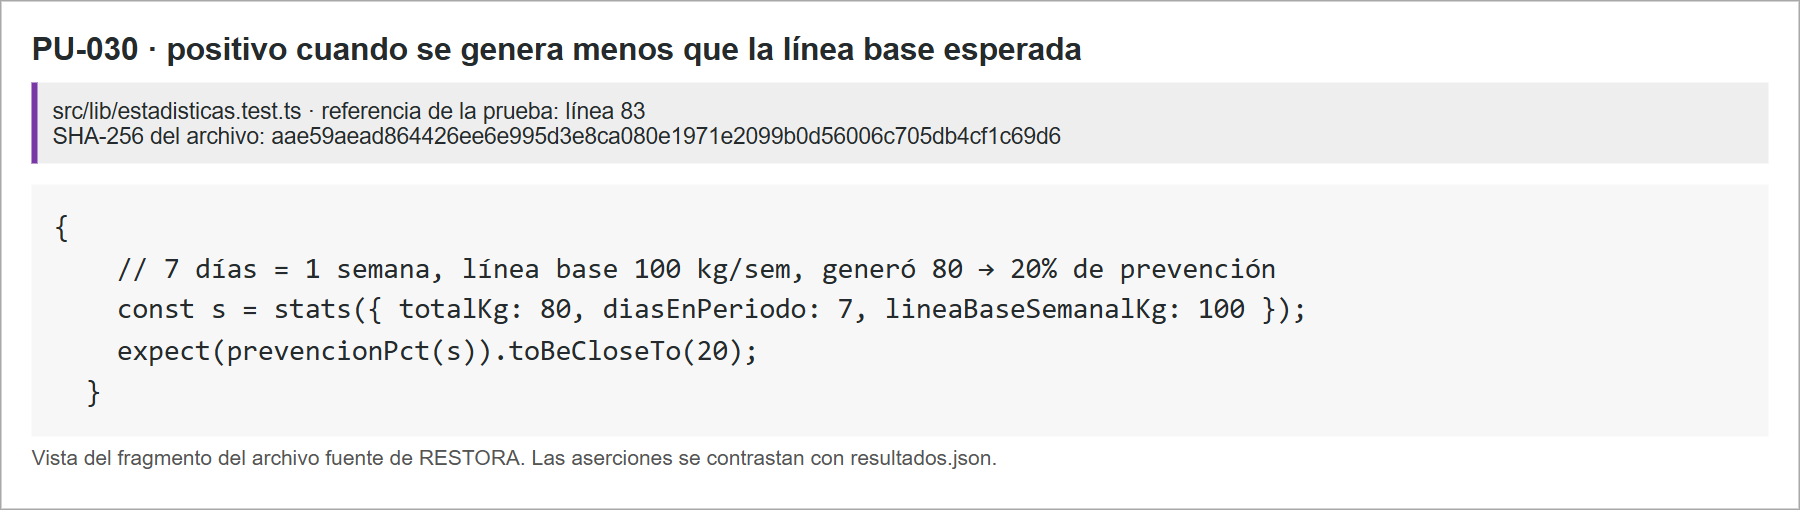 PU-030 · positivo cuando se genera menos que la línea base esperada
src/lib/estadisticas.test.ts · referencia de la prueba: línea 83
SHA-256 del archivo: aae59aead864426ee6e995d3e8ca080e1971e2099b0d56006c705db4cf1c69d6
{
    // 7 días = 1 semana, línea base 100 kg/sem, generó 80 → 20% de prevención
    const s = stats({ totalKg: 80, diasEnPeriodo: 7, lineaBaseSemanalKg: 100 });
    expect(prevencionPct(s)).toBeCloseTo(20);
  }
Vista del fragmento del archivo fuente de RESTORA. Las aserciones se contrastan con resultados.json.